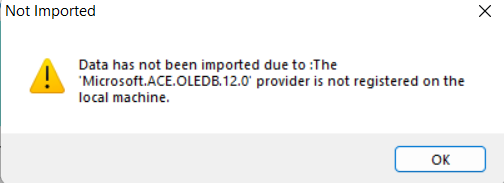 Not Imported
Data has not been imported due to :The
'Microsoft.ACE.OLEDB.12.0' provider is not registered on the
local machine.
OK